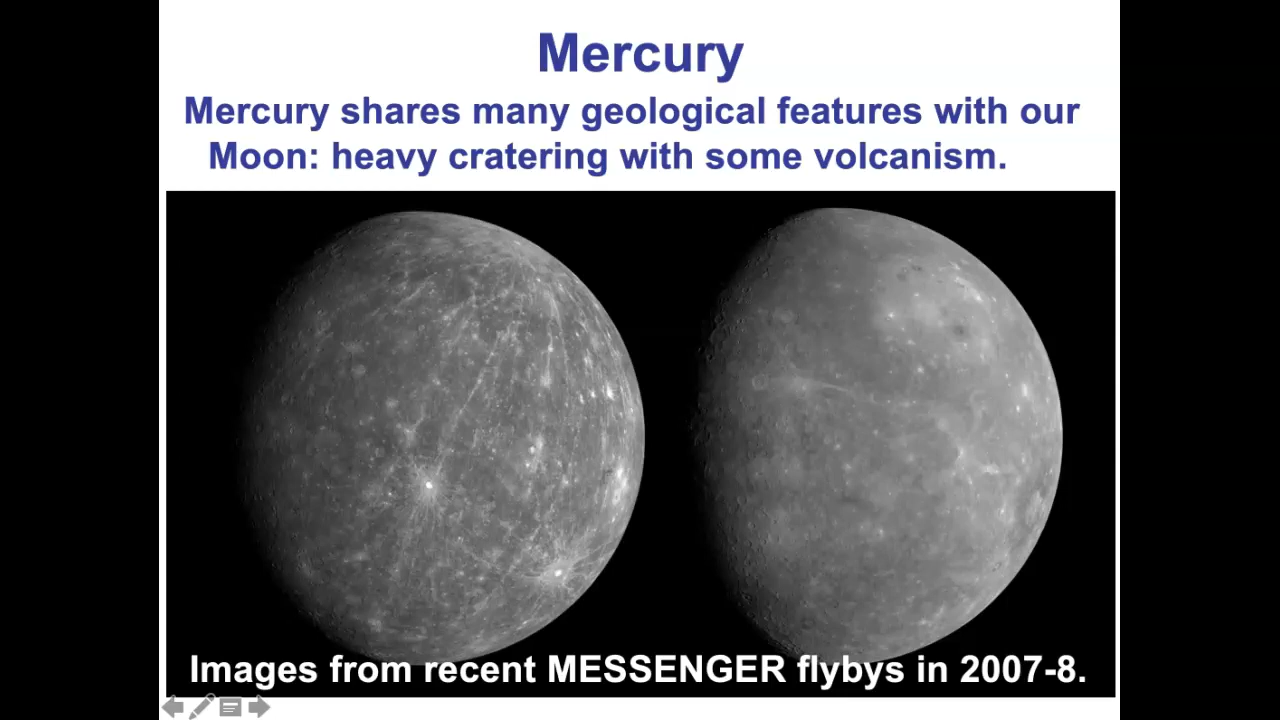 Mercury
Mercury shares many geological features with our
Moon: heavy cratering with some volcanism.
Images from recent MESSENGER flybys in 2007-8.